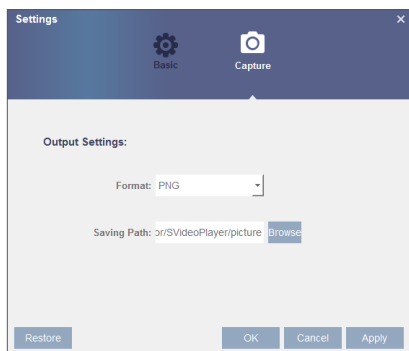 Settings
Basic
Capture
Output Settings:
Format: PNG
Saving Path: or/SVideoPlayer/picture Browse
Restore OK Cancel Apply